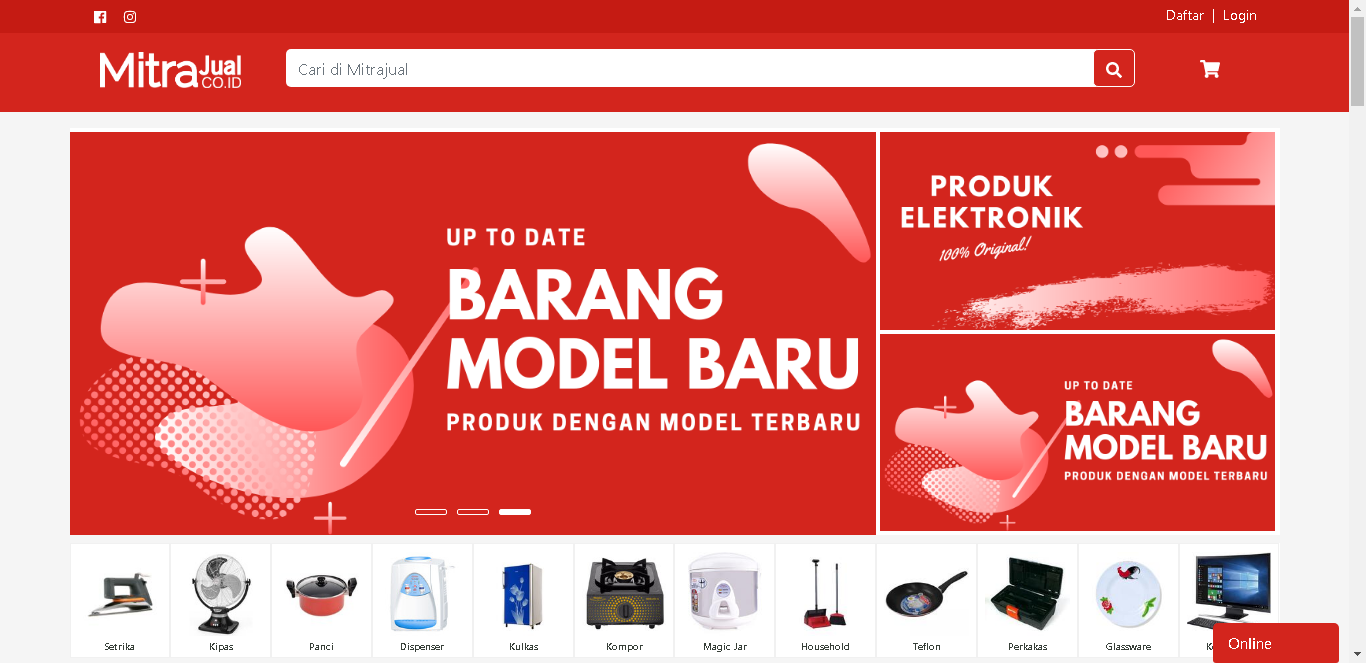 Daftar | Login
MitraJual
CO.ID
Cari di Mitrajual
UP TO DATE
BARANG
MODEL BARU
PRODUK DENGAN MODEL TERBARU
PRODUK
ELEKTRONIK
100% Original!
UP TO DATE
BARANG
MODEL BARU
PRODUK DENGAN MODEL TERBARU
Setrika
Kipas
Panci
Dispenser
Kulkas
Kompor
Magic Jar
Household
Teflon
Perkakas
Glassware
Online